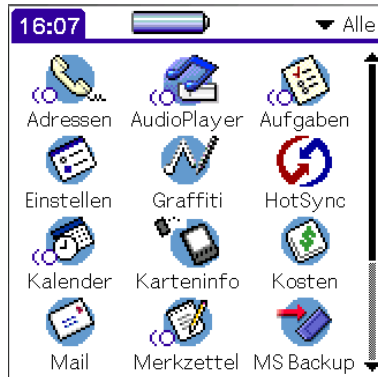 16:07 Alle
Adressen AudioPlayer Aufgaben
Einstellen Graffiti HotSync
Kalender Karteninfo Kosten
Mail Merkzettel MS Backup